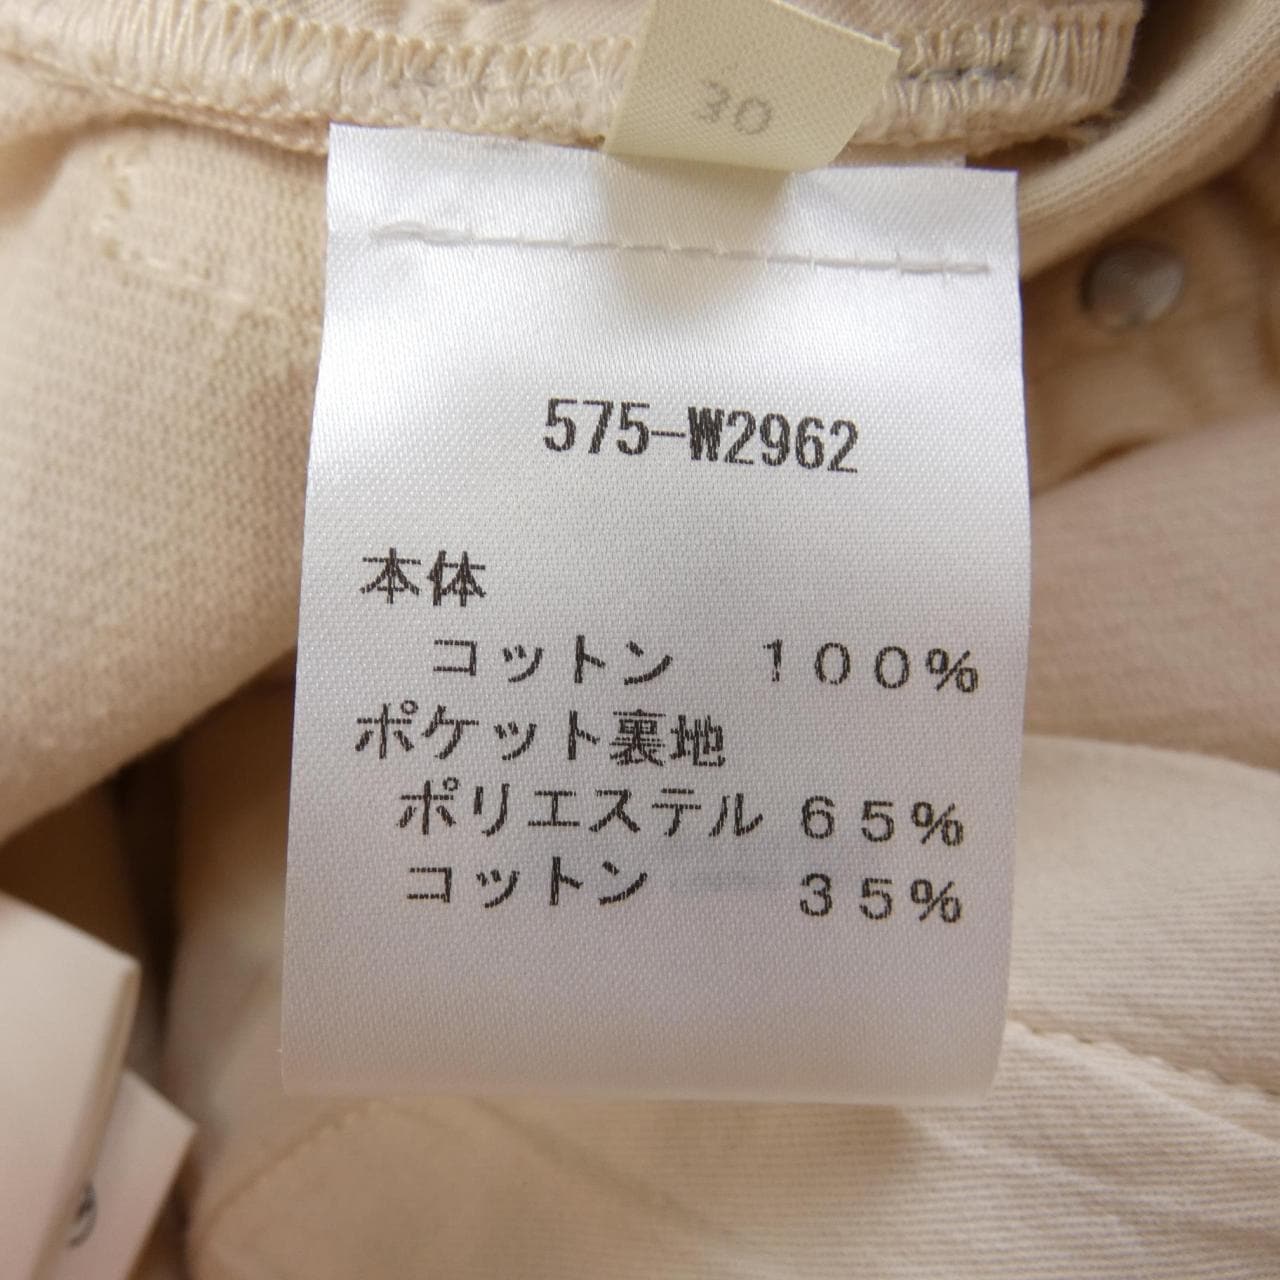 30
575-W2962
本体
コットン 100%
ポケット裏地
ポリエステル 65%
コットン 35%